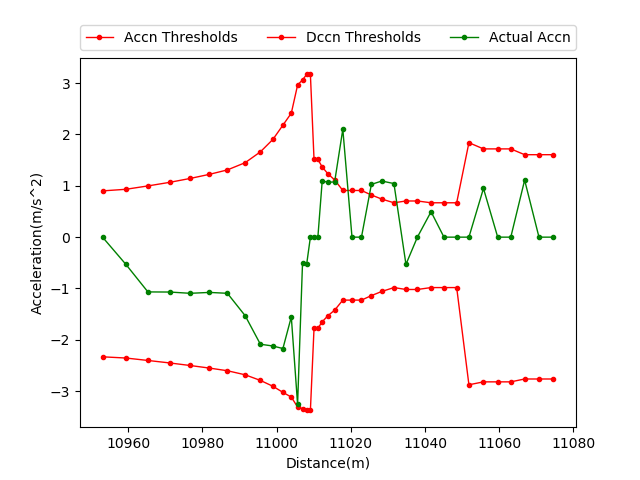 Accn Thresholds Dccn Thresholds Actual Accn
3
2
1
0
−1
−2
−3
Acceleration(m/s^2)
10960 10980 11000 11020 11040 11060 11080
Distance(m)